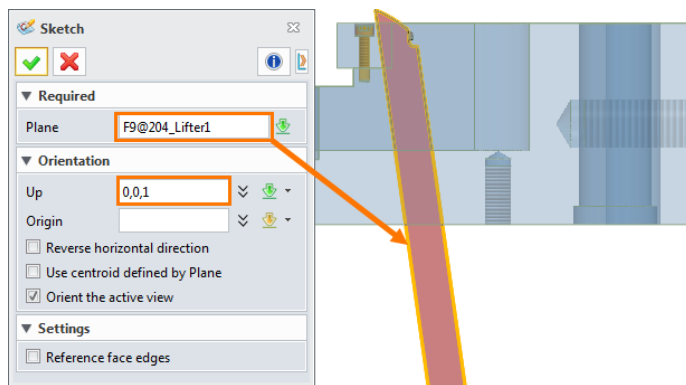 Sketch
Required
Plane F9@204_Lifter1
Orientation
Up 0,0,1
Origin
Reverse horizontal direction
Use centroid defined by Plane
Orient the active view
Settings
Reference face edges